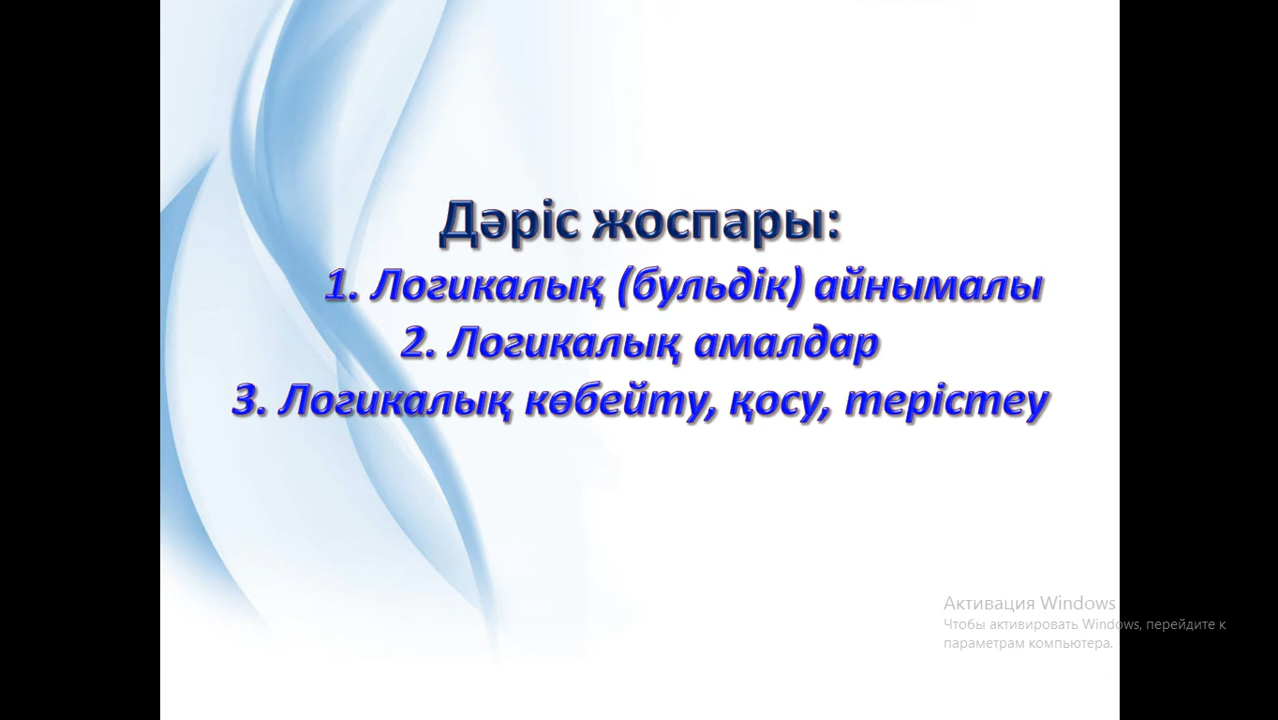 Дәріс жоспары:
1. Логикалық (бульдік) айнымалы
2. Логикалық амалдар
3. Логикалық көбейту, қосу, терістеу
Активация Windows
Чтобы активировать Windows, перейдите к
параметрам компьютера.